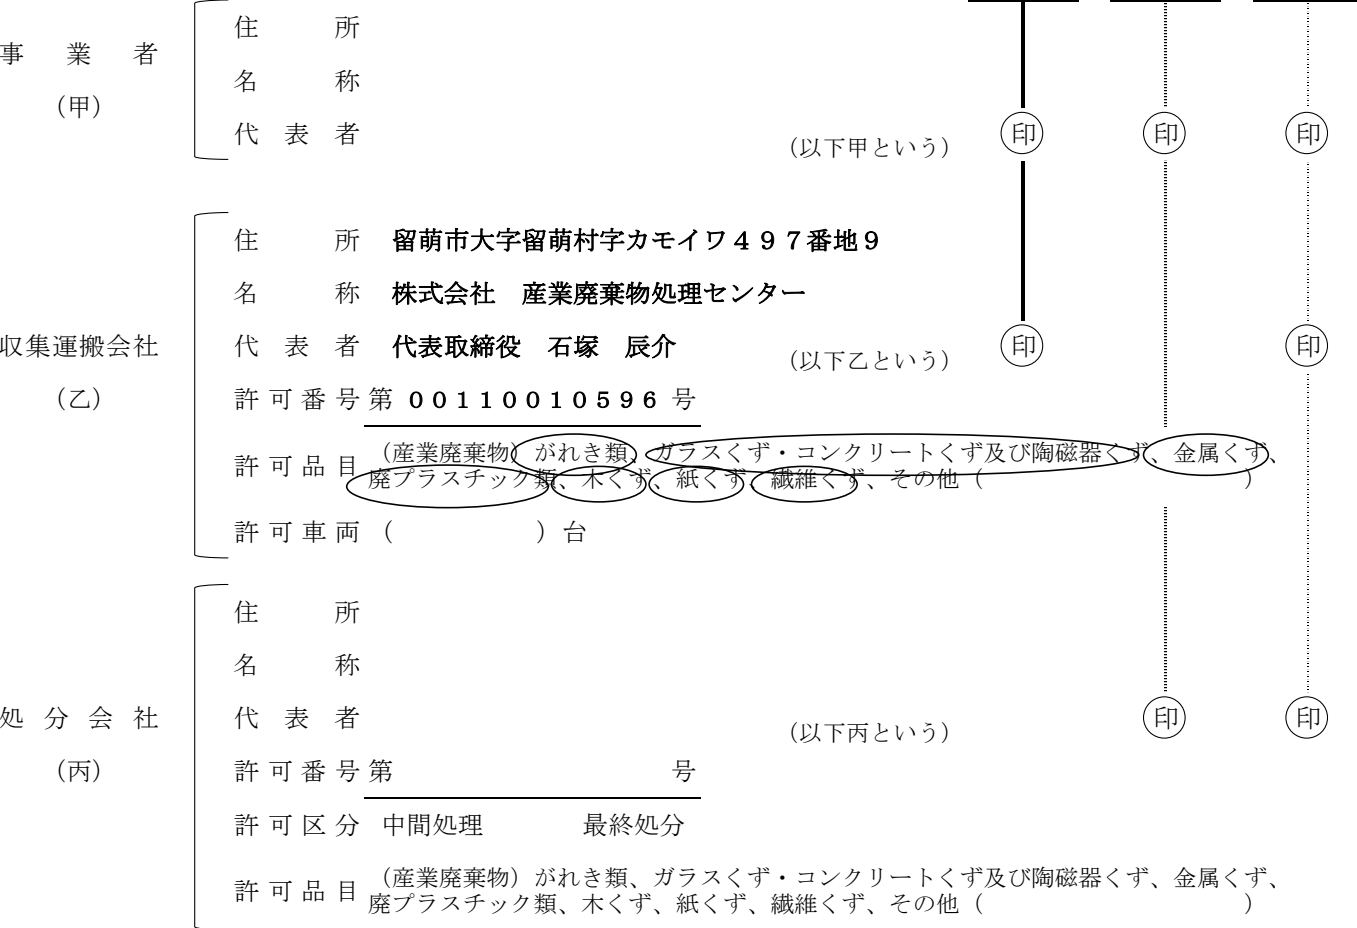 事業者
（甲）
住所
名称
代表者
（以下甲という）
印 印 印
収集運搬会社
（乙）
住所 留萌市大字留萌村字カモイワ４９７番地９
名称 株式会社　産業廃棄物処理センター
代表者 代表取締役　石塚　辰介
（以下乙という）
印 印
許可番号 第 ００１１００１０５９６ 号
許可品目 （産業廃棄物）がれき類、ガラスくず・コンクリートくず及び陶磁器くず、金属くず、
廃プラスチック類、木くず、紙くず、繊維くず、その他（　　　）
許可車両 （　　　）台
処分会社
（丙）
住所
名称
代表者
（以下丙という）
印 印
許可番号 第　　　号
許可区分 中間処理　　最終処分
許可品目 （産業廃棄物）がれき類、ガラスくず・コンクリートくず及び陶磁器くず、金属くず、
廃プラスチック類、木くず、紙くず、繊維くず、その他（　　　）